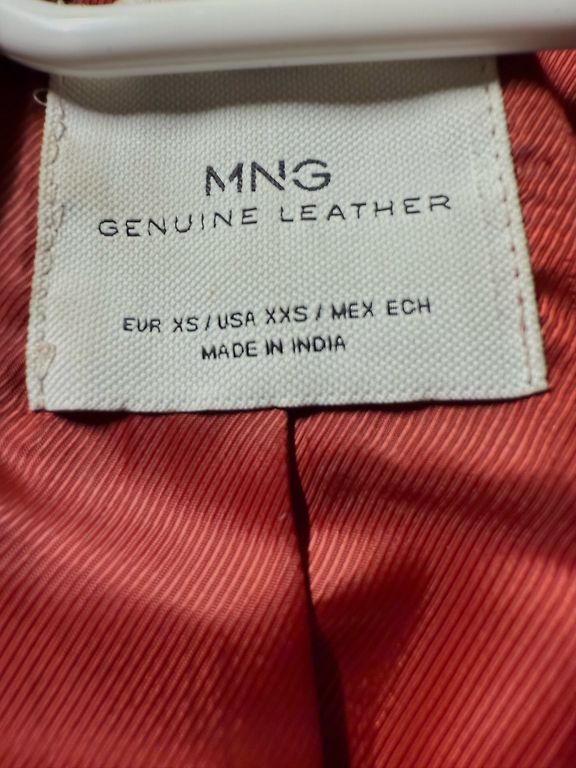 MNG
GENUINE LEATHER
EUR XS / USA XXS / MEX ECH
MADE IN INDIA